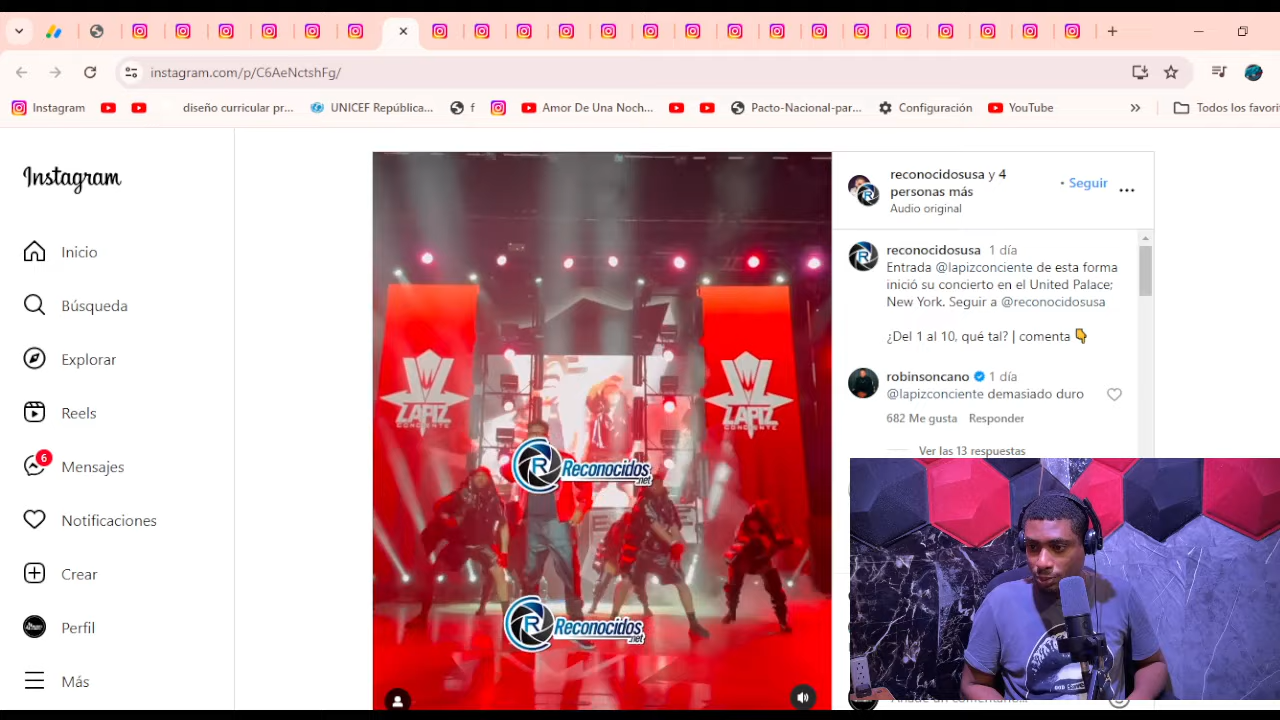 instagram.com/p/C6AeNctshFg/
Instagram
diseño curricular pr...
UNICEF República...
f
Amor De Una Noch...
Pacto-Nacional-par...
Configuración
YouTube
Todos los favorit
Instagram
Inicio
Búsqueda
Explorar
Reels
6
Mensajes
Notificaciones
Crear
Perfil
Más
LAPIZ
CONCIENTE
LAPIZ
CONCIENTE
R Reconocidos
.net
R Reconocidos
.net
reconocidosusa y 4
personas más
Audio original
• Seguir
reconocidosusa 1 día
Entrada @lapizconciente de esta forma
inició su concierto en el United Palace;
New York. Seguir a @reconocidosusa
¿Del 1 al 10, qué tal? | comenta
robinsoncano 1 día
@lapizconciente demasiado duro
682 Me gusta Responder
Ver las 13 respuestas